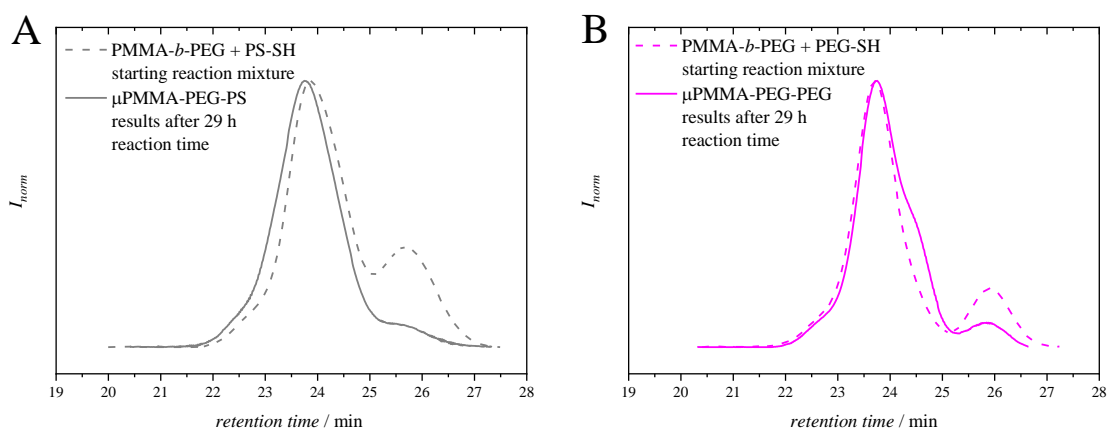 A
PMMA-b-PEG + PS-SH
starting reaction mixture
μPMMA-PEG-PS
results after 29 h
reaction time
I_norm
19 20 21 22 23 24 25 26 27 28
retention time / min
B
PMMA-b-PEG + PEG-SH
starting reaction mixture
μPMMA-PEG-PEG
results after 29 h
reaction time
I_norm
19 20 21 22 23 24 25 26 27 28
retention time / min